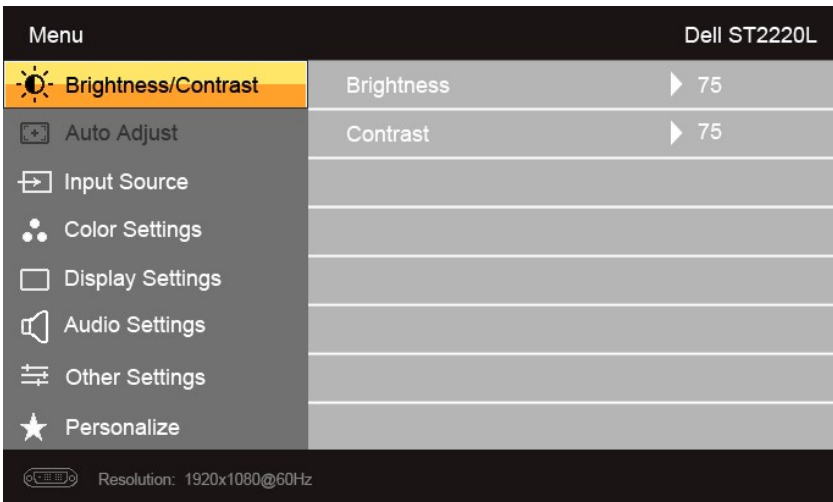 Menu Dell ST2220L
Brightness/Contrast Brightness 75
Auto Adjust Contrast 75
Input Source
Color Settings
Display Settings
Audio Settings
Other Settings
Personalize
Resolution: 1920x1080@60Hz